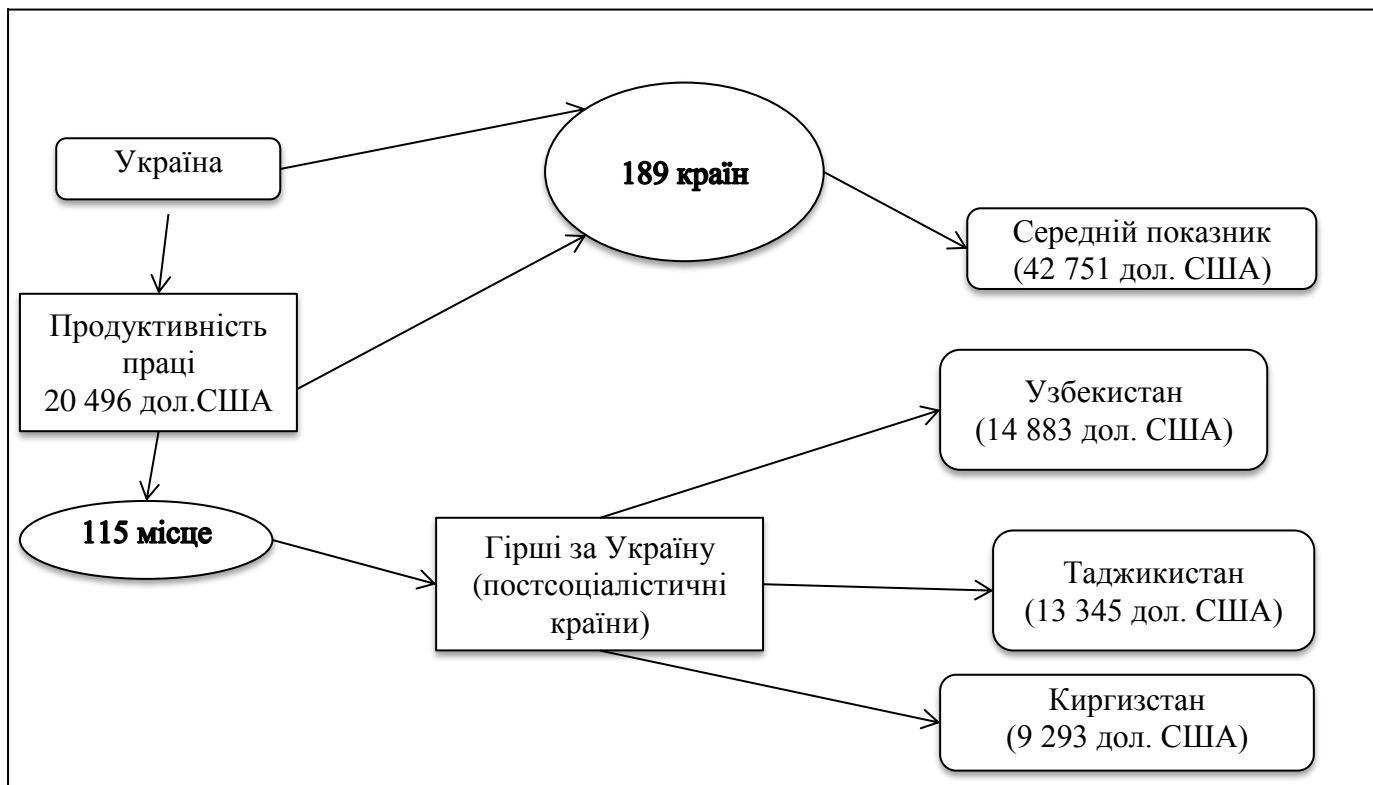 Україна
189 країн
Середній показник
(42 751 дол. США)
Продуктивність
праці
20 496 дол.США
Узбекистан
(14 883 дол. США)
115 місце
Гірші за Україну
(постсоціалістичні
країни)
Таджикистан
(13 345 дол. США)
Киргизстан
(9 293 дол. США)